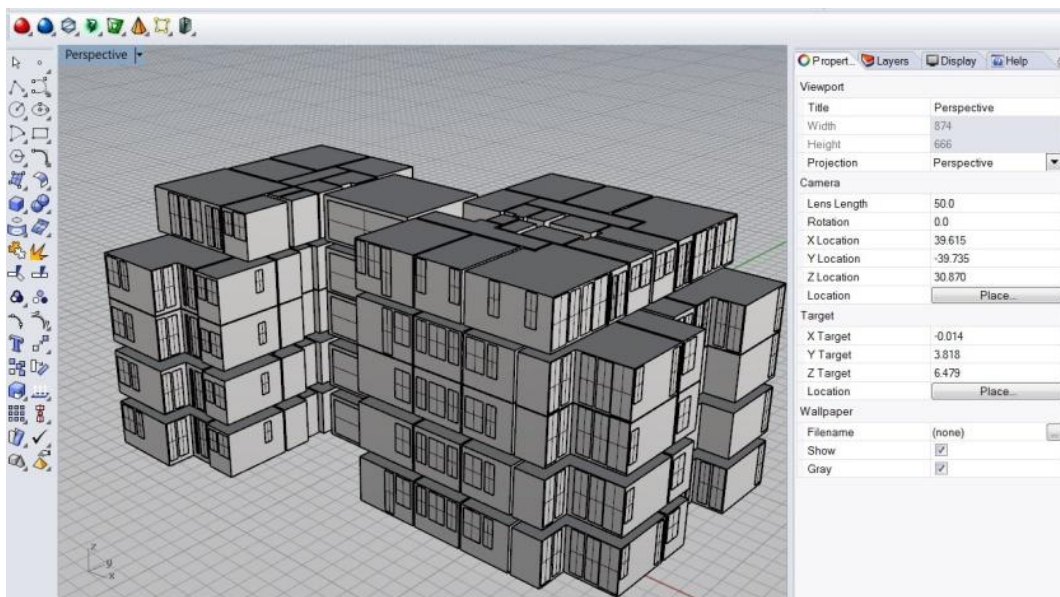 Perspective
Propert... Layers Display Help
Viewport
Title Perspective
Width 874
Height 666
Projection Perspective
Camera
Lens Length 50.0
Rotation 0.0
X Location 39.615
Y Location -39.735
Z Location 30.870
Location Place...
Target
X Target -0.014
Y Target 3.818
Z Target 6.479
Location Place...
Wallpaper
Filename (none) ...
Show
Gray
z
y
x